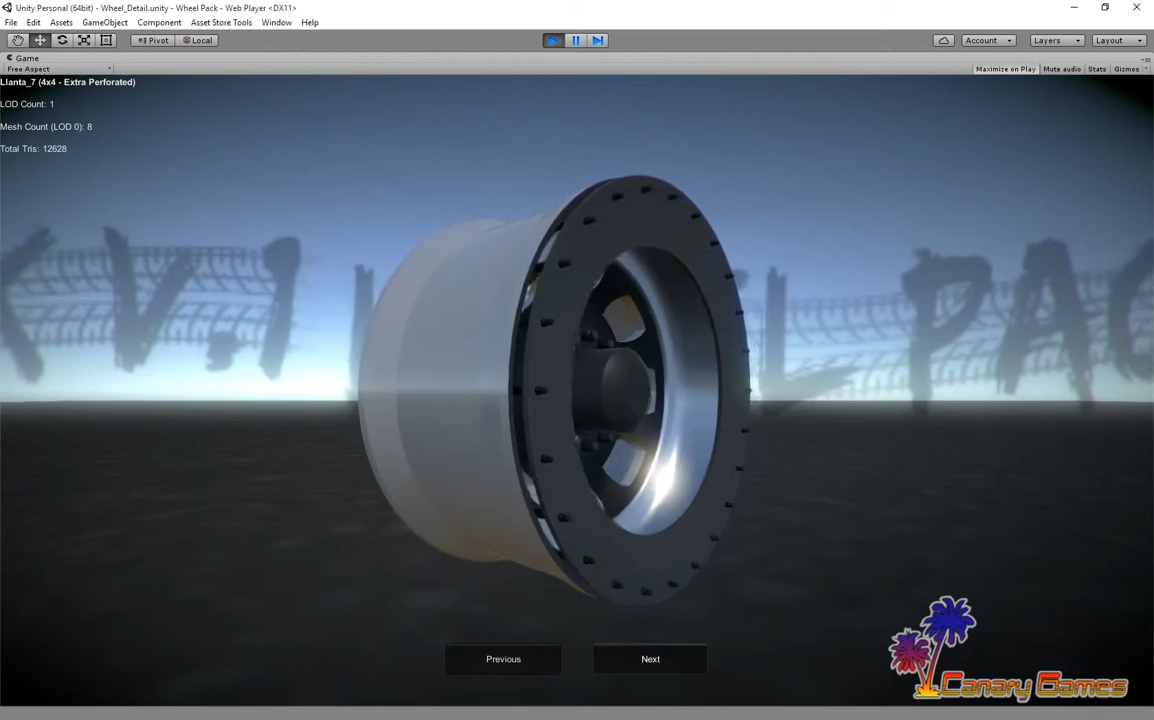 Unity Personal (64bit) - Wheel_Detail.unity - Wheel Pack - Web Player <DX11>
File Edit Assets GameObject Component Asset Store Tools Window Help
Pivot Local Account Layers Layout
Game
Free Aspect Maximize on Play Mute audio Stats Gizmos
Llanta_7 (4x4 - Extra Perforated)
LOD Count: 1
Mesh Count (LOD 0): 8
Total Tris: 12628
V.1 L PAC
Previous Next
Canary Games